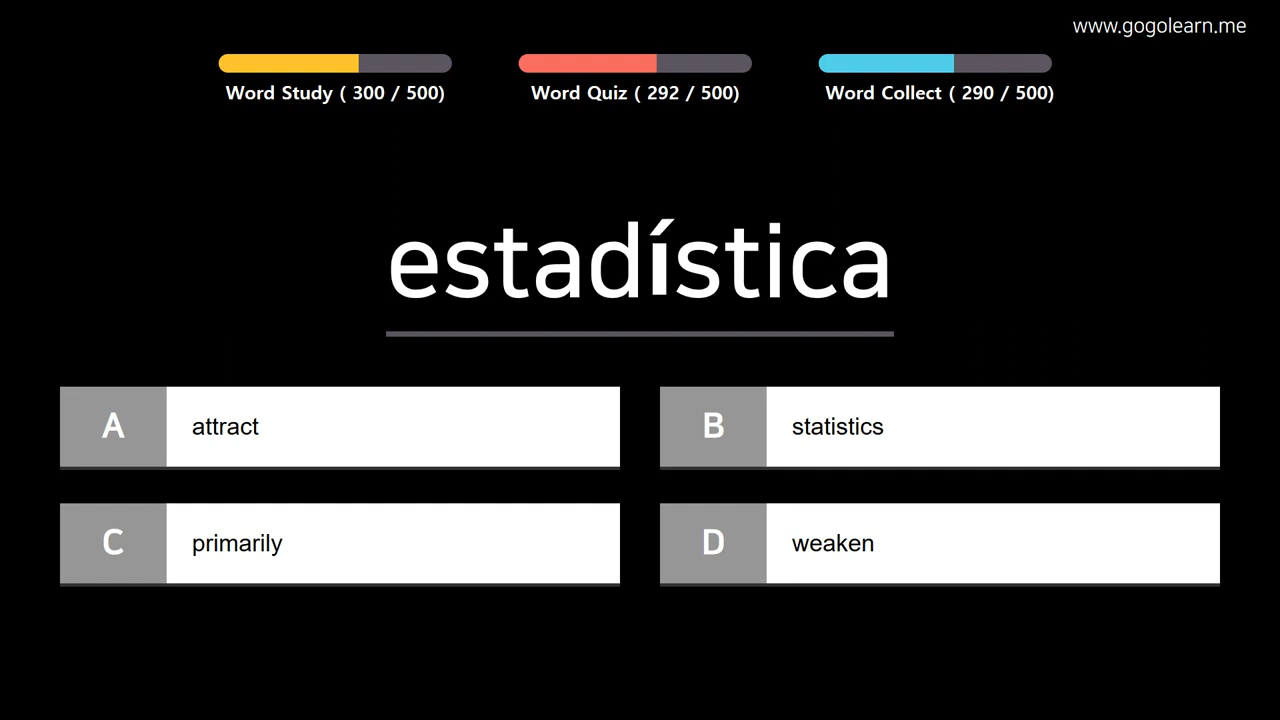 www.gogolearn.me
Word Study ( 300 / 500)
Word Quiz ( 292 / 500)
Word Collect ( 290 / 500)
estadística
A attract
B statistics
C primarily
D weaken